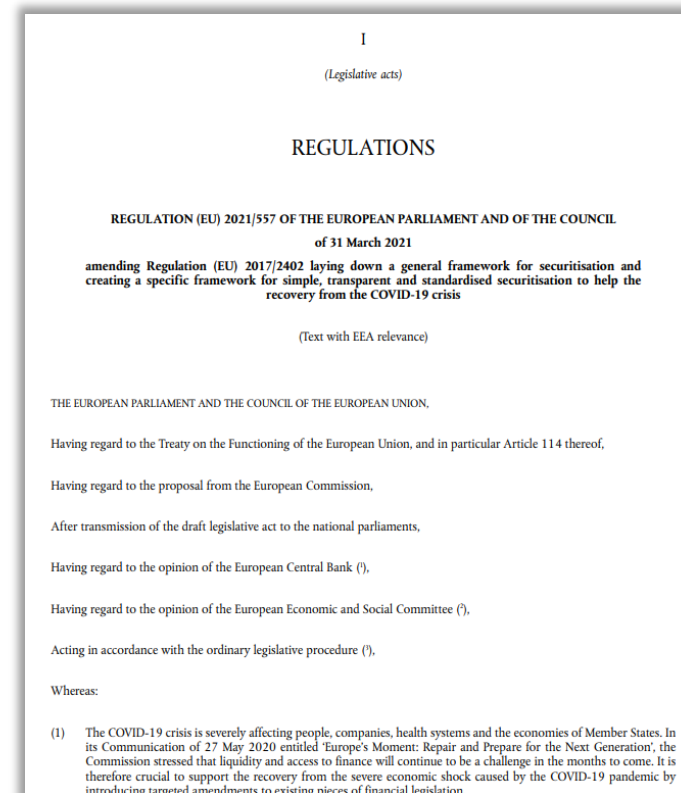 I
(Legislative acts)
REGULATIONS
REGULATION (EU) 2021/557 OF THE EUROPEAN PARLIAMENT AND OF THE COUNCIL
of 31 March 2021
amending Regulation (EU) 2017/2402 laying down a general framework for securitisation and
creating a specific framework for simple, transparent and standardised securitisation to help the
recovery from the COVID-19 crisis
(Text with EEA relevance)
THE EUROPEAN PARLIAMENT AND THE COUNCIL OF THE EUROPEAN UNION,
Having regard to the Treaty on the Functioning of the European Union, and in particular Article 114 thereof,
Having regard to the proposal from the European Commission,
After transmission of the draft legislative act to the national parliaments,
Having regard to the opinion of the European Central Bank (¹),
Having regard to the opinion of the European Economic and Social Committee (²),
Acting in accordance with the ordinary legislative procedure (³),
Whereas:
(1) The COVID-19 crisis is severely affecting people, companies, health systems and the economies of Member States. In
its Communication of 27 May 2020 entitled ‘Europe's Moment: Repair and Prepare for the Next Generation’, the
Commission stressed that liquidity and access to finance will continue to be a challenge in the months to come. It is
therefore crucial to support the recovery from the severe economic shock caused by the COVID-19 pandemic by
introducing targeted amendments to existing pieces of financial legislation.